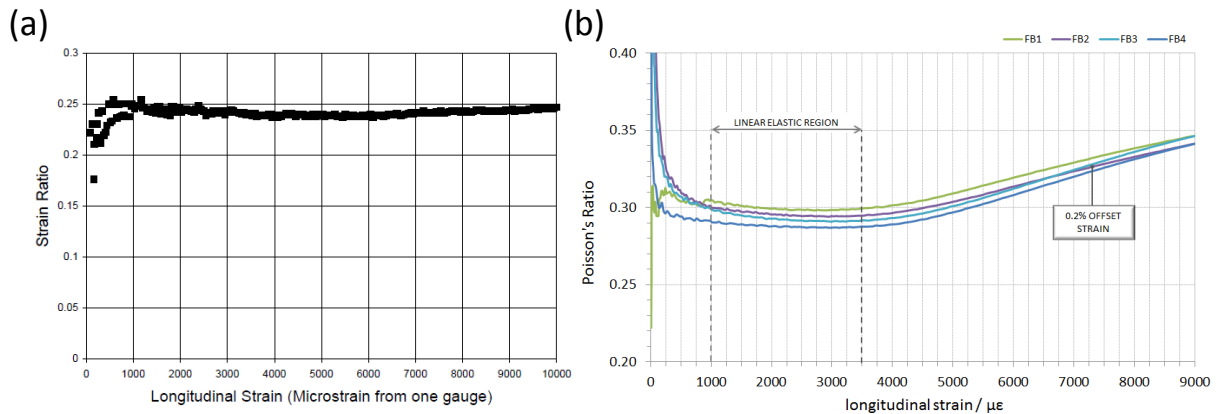 (a)
0.3
0.25
0.2
0.15
0.1
0.05
0
Strain Ratio
0 1000 2000 3000 4000 5000 6000 7000 8000 9000 10000
Longitudinal Strain (Microstrain from one gauge)
(b)
FB1 FB2 FB3 FB4
0.40
0.35
0.30
0.25
0.20
Poisson's Ratio
LINEAR ELASTIC REGION
0.2% OFFSET
STRAIN
0 1000 2000 3000 4000 5000 6000 7000 8000 9000
longitudinal strain / με